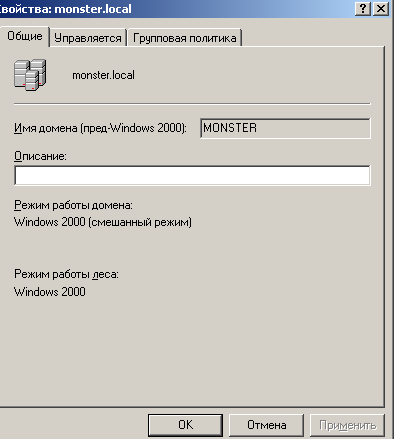 войства: monster.local
Общие Управляется Групповая политика
monster.local
Имя домена (пред-Windows 2000): MONSTER
Описание:
Режим работы домена:
Windows 2000 (смешанный режим)
Режим работы леса:
Windows 2000
OK Отмена Применить